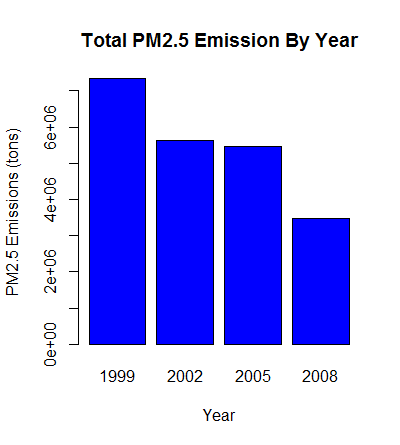 Total PM2.5 Emission By Year
PM2.5 Emissions (tons)
6e+06
4e+06
2e+06
0e+00
1999 2002 2005 2008
Year